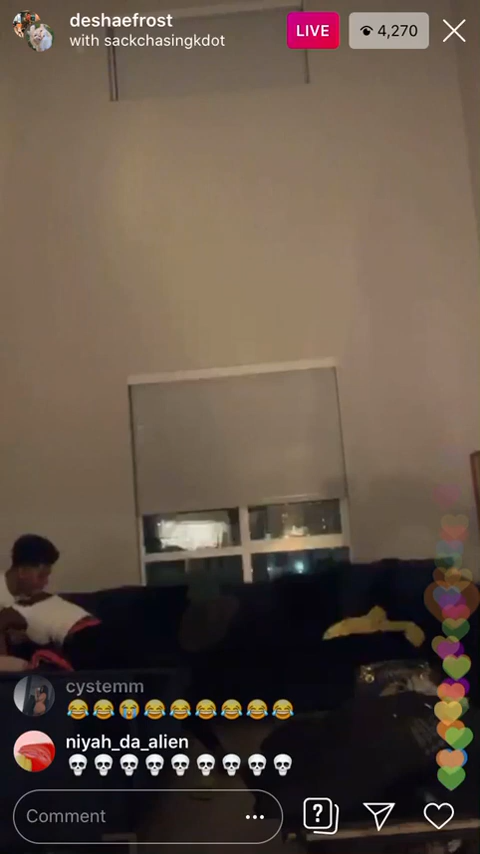 deshaefrost
with sackchasingkdot
LIVE
4,270
cystemm
😂😂😭😂😂😂😂😂😂
niyah_da_alien
💀💀💀💀💀💀💀💀💀
Comment